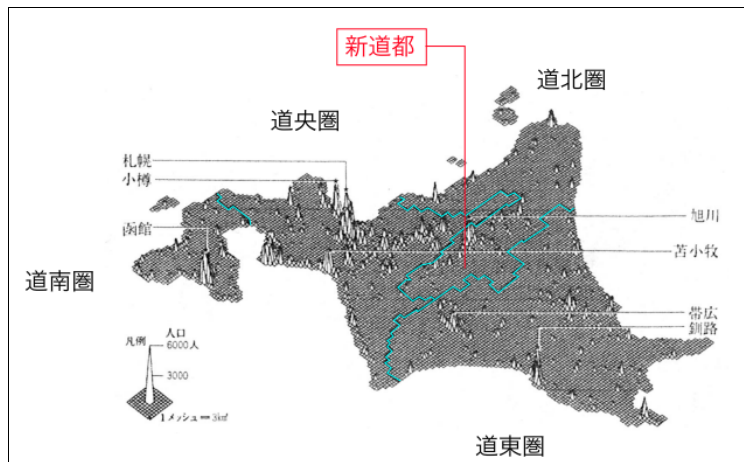 新道都
道北圏
道央圏
札幌
小樽
旭川
函館
苫小牧
道南圏
帯広
釧路
凡例
人口
6000人
3000
1メッシュ=3km²
道東圏